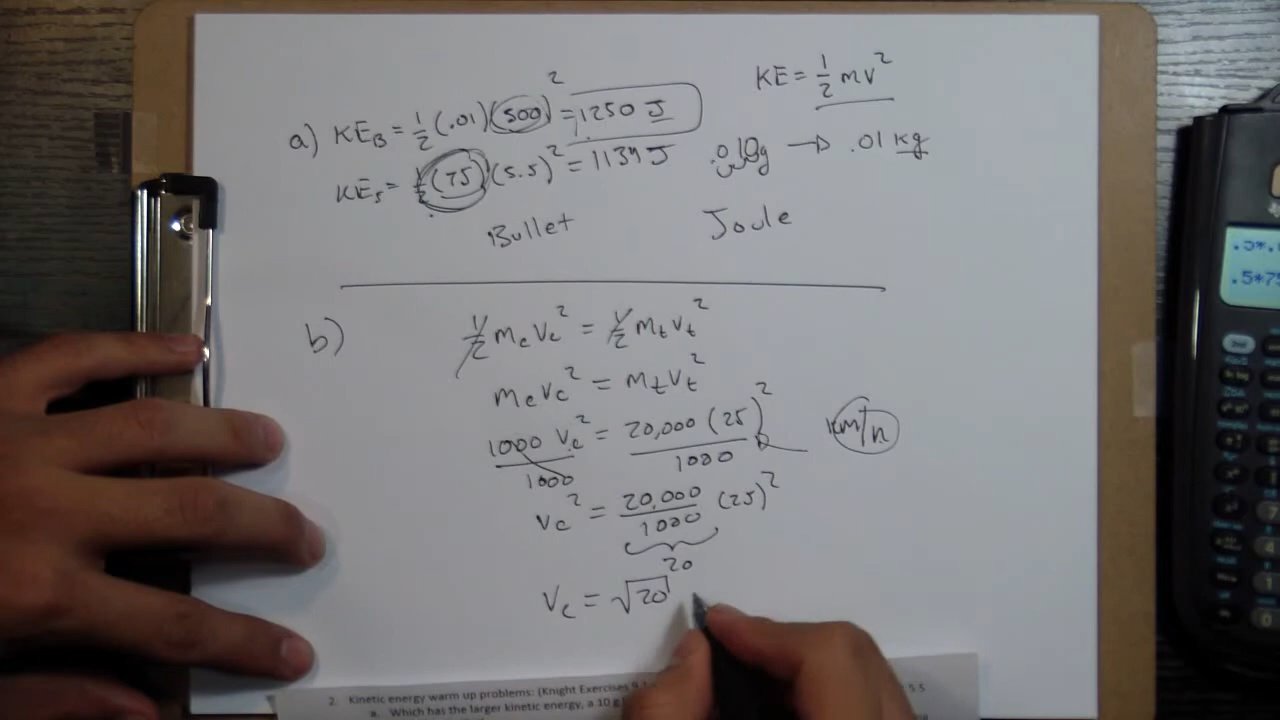 KE = 1/2 mv²
a) KE_B = 1/2 (.01)(500)² = 1250 J
.010g → .01 kg
KE_s = 1/2 (75)(5.5)² = 1134 J
Bullet Joule
b) 1/2 m_c v_c² = 1/2 m_t v_t²
m_c v_c² = m_t v_t²
1000 v_c² / 1000 = 20,000 (25)² / 1000 km/h
v_c² = 20,000/1000 (25)²
20
v_c = √20
2. Kinetic energy warm up problems: (Knight Exercises 9
a. Which has the larger kinetic energy, a 10 g
.5*75